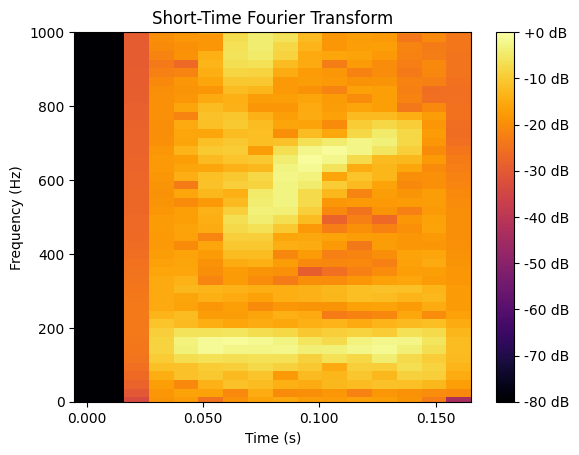 Short-Time Fourier Transform
1000
800
600
400
200
0
Frequency (Hz)
0.000
0.050
0.100
0.150
Time (s)
+0 dB
-10 dB
-20 dB
-30 dB
-40 dB
-50 dB
-60 dB
-70 dB
-80 dB